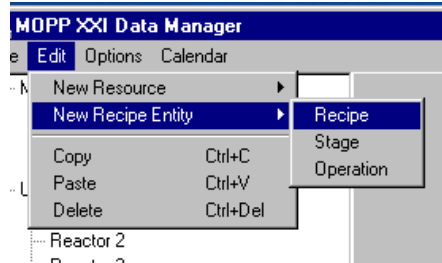 MOPP XXI Data Manager
e Edit Options Calendar
New Resource
New Recipe Entity
Recipe
Stage
Operation
Copy Ctrl+C
Paste Ctrl+V
Delete Ctrl+Del
Reactor 2